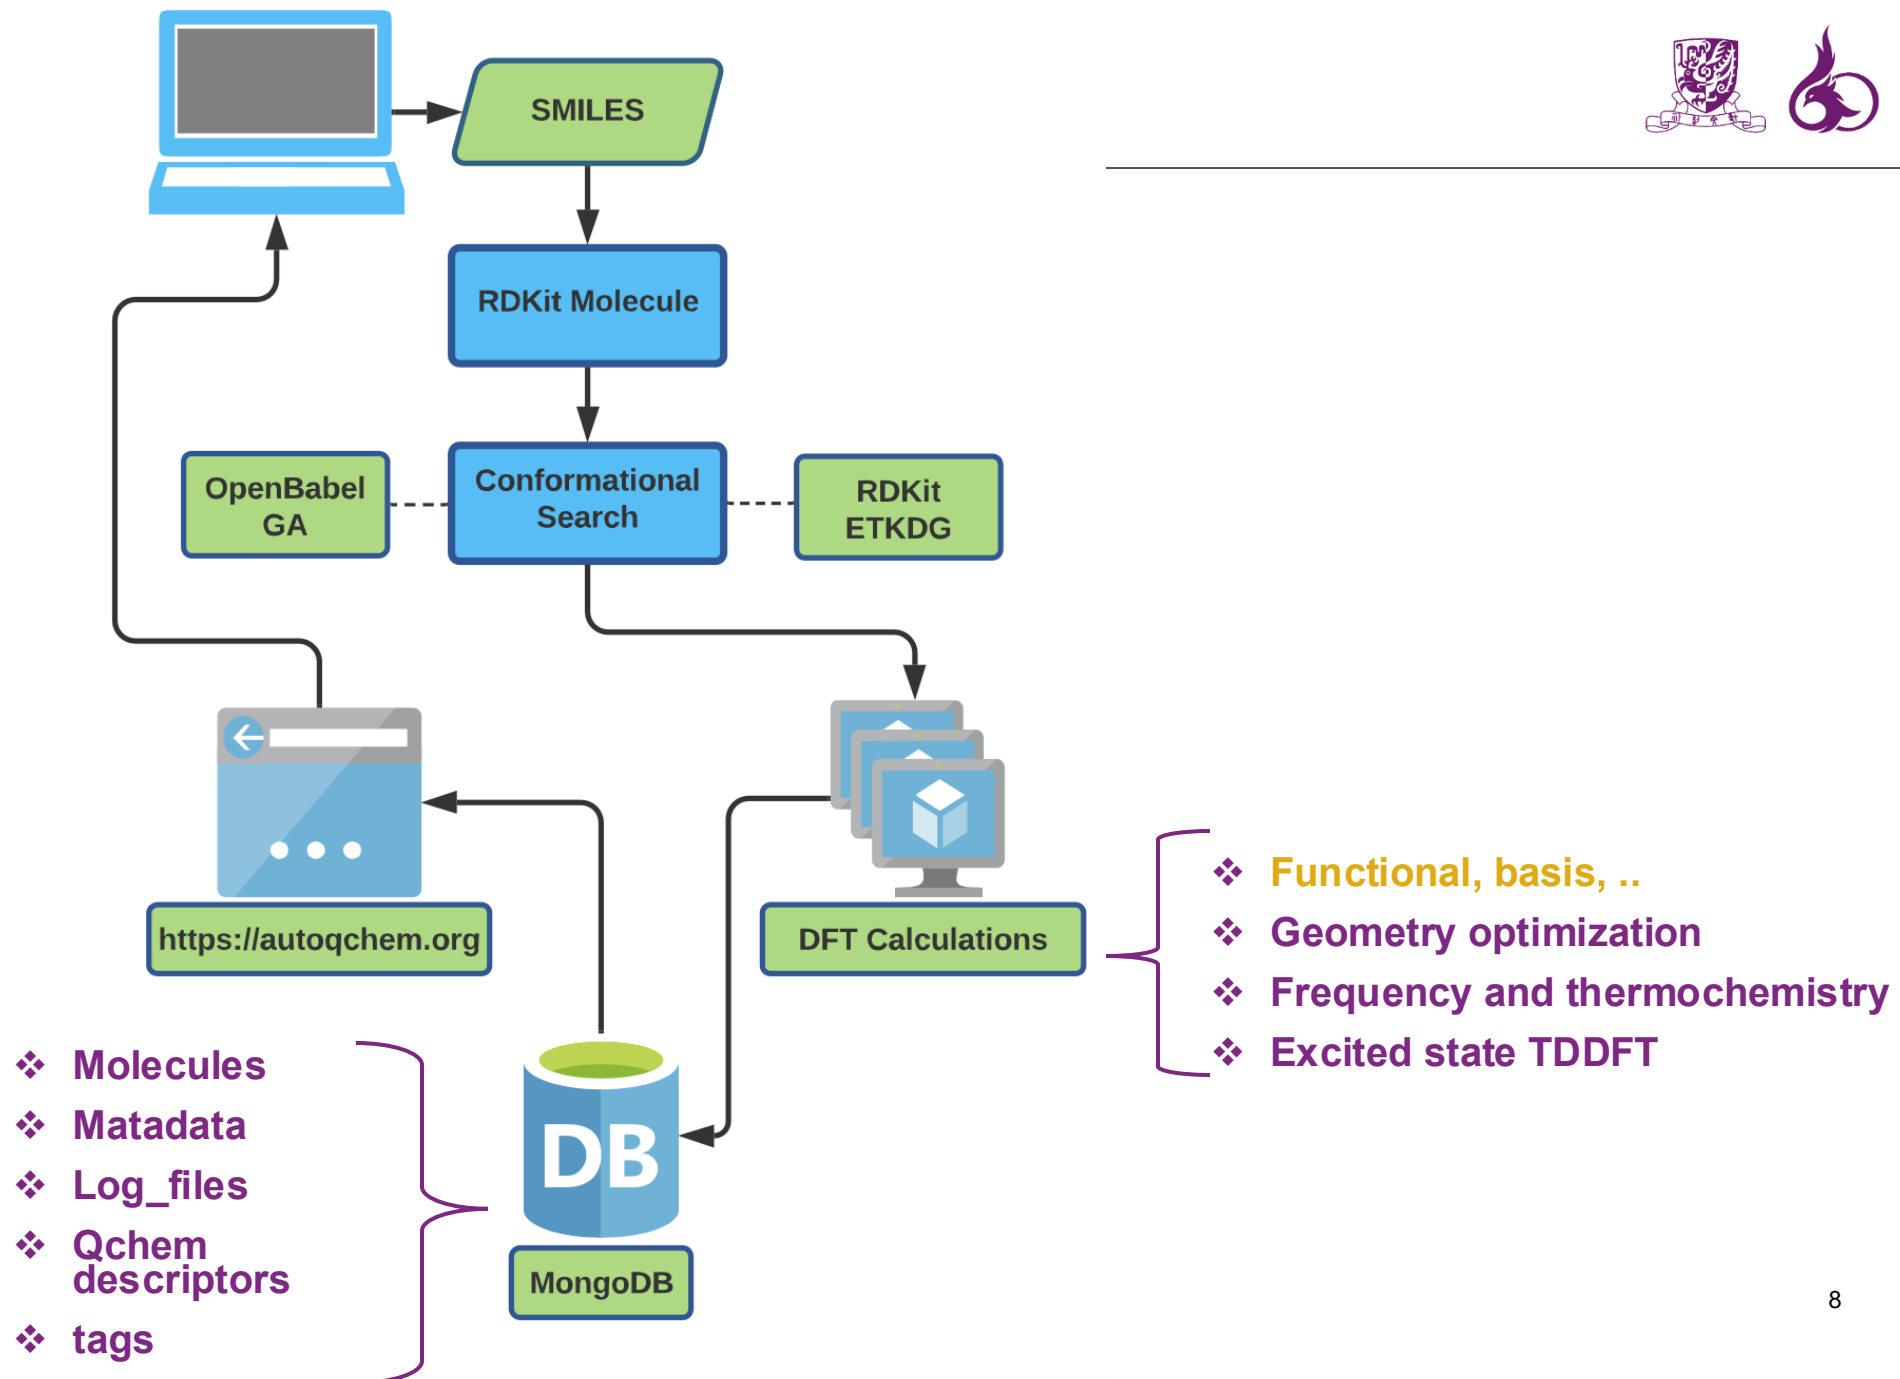 SMILES
RDKit Molecule
OpenBabel
GA
Conformational
Search
RDKit
ETKDG
https://autoqchem.org
DFT Calculations
❖ Functional, basis, ..
❖ Geometry optimization
❖ Frequency and thermochemistry
❖ Excited state TDDFT
❖ Molecules
❖ Matadata
❖ Log_files
❖ Qchem
descriptors
❖ tags
DB
MongoDB
8